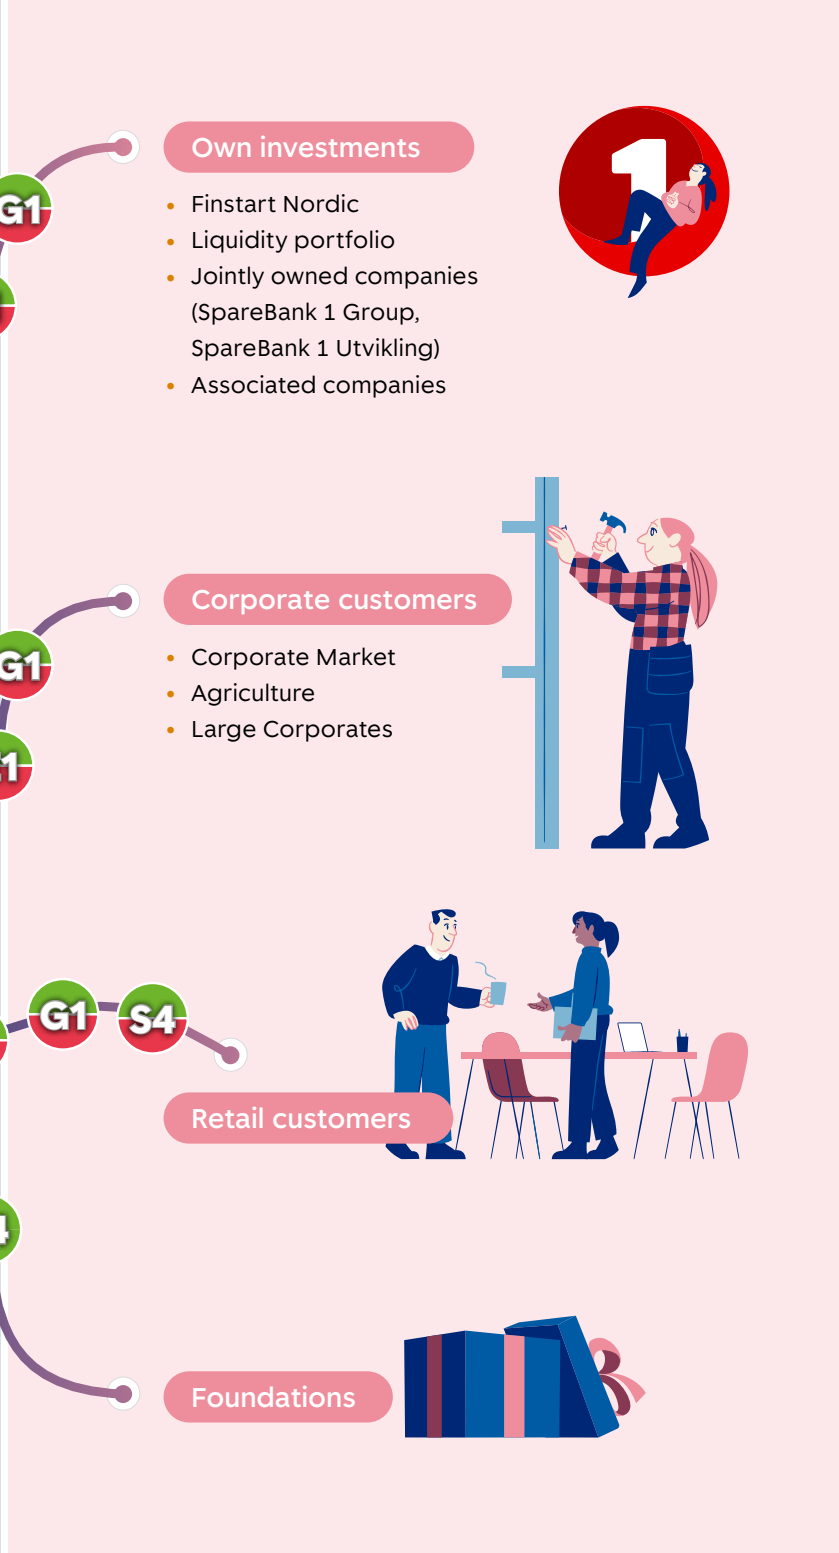 Own investments
1
G1
• Finstart Nordic
• Liquidity portfolio
• Jointly owned companies
(SpareBank 1 Group,
SpareBank 1 Utvikling)
• Associated companies
Corporate customers
G1
• Corporate Market
• Agriculture
• Large Corporates
G1 S4
Retail customers
Foundations